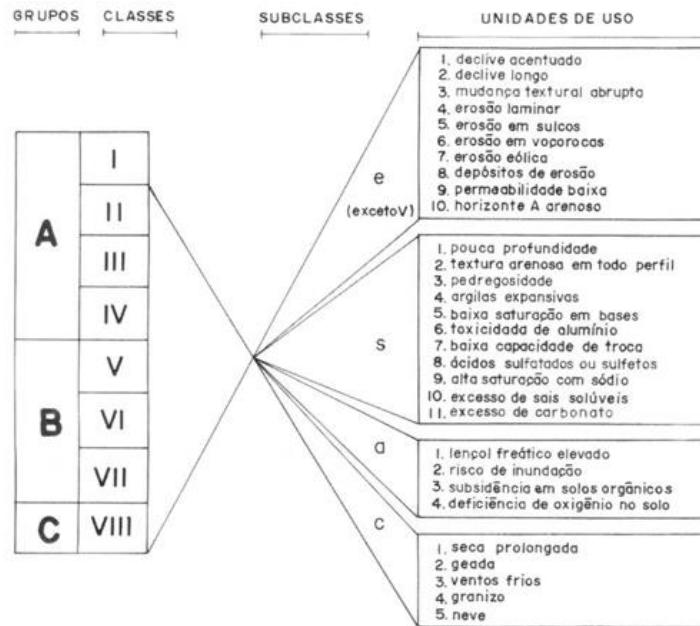 GRUPOS CLASSES SUBCLASSES UNIDADES DE USO
A
B
C
I
II
III
IV
V
VI
VII
VIII
e
(exceto V)
1. declive acentuado
2. declive longo
3. mudança textural abrupta
4. erosão laminar
5. erosão em sulcos
6. erosão em voporocas
7. erosão eólica
8. depósitos de erosão
9. permeabilidade baixa
10. horizonte A arenoso
s
1. pouca profundidade
2. textura arenosa em todo perfil
3. pedregosidade
4. argilas expansivas
5. baixa saturação em bases
6. toxicidada de alumínio
7. baixa capacidade de troca
8. ácidos sulfatados ou sulfetos
9. alta saturação com sódio
10. excesso de sais solúveis
11. excesso de carbonato
a
1. lençol freático elevado
2. risco de inundação
3. subsidência em solos orgânicos
4. deficiência de oxigênio no solo
c
1. seca prolongada
2. geada
3. ventos frios
4. granizo
5. neve